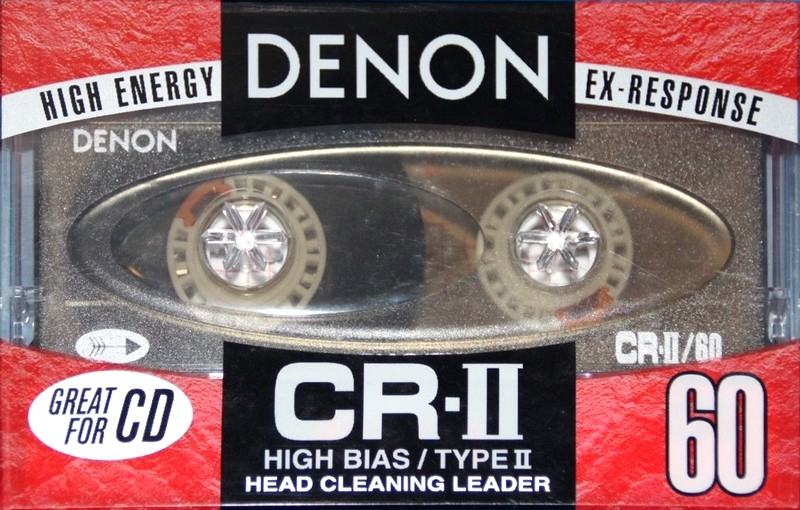 DENON
HIGH ENERGY
EX-RESPONSE
DENON
CR·II/60
GREAT
FOR CD
CR·II
HIGH BIAS / TYPE II
HEAD CLEANING LEADER
60